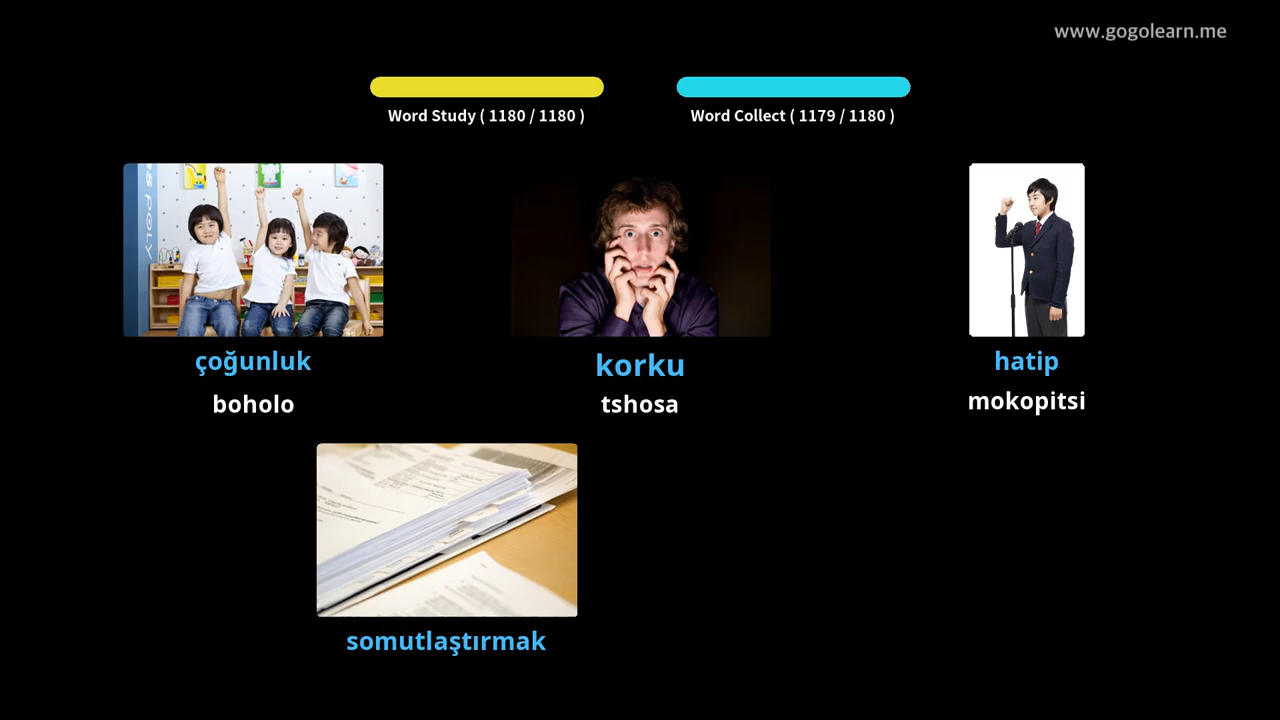 www.gogolearn.me
Word Study ( 1180 / 1180 )
Word Collect ( 1179 / 1180 )
çoğunluk
korku
hatip
boholo
tshosa
mokopitsi
somutlaştırmak